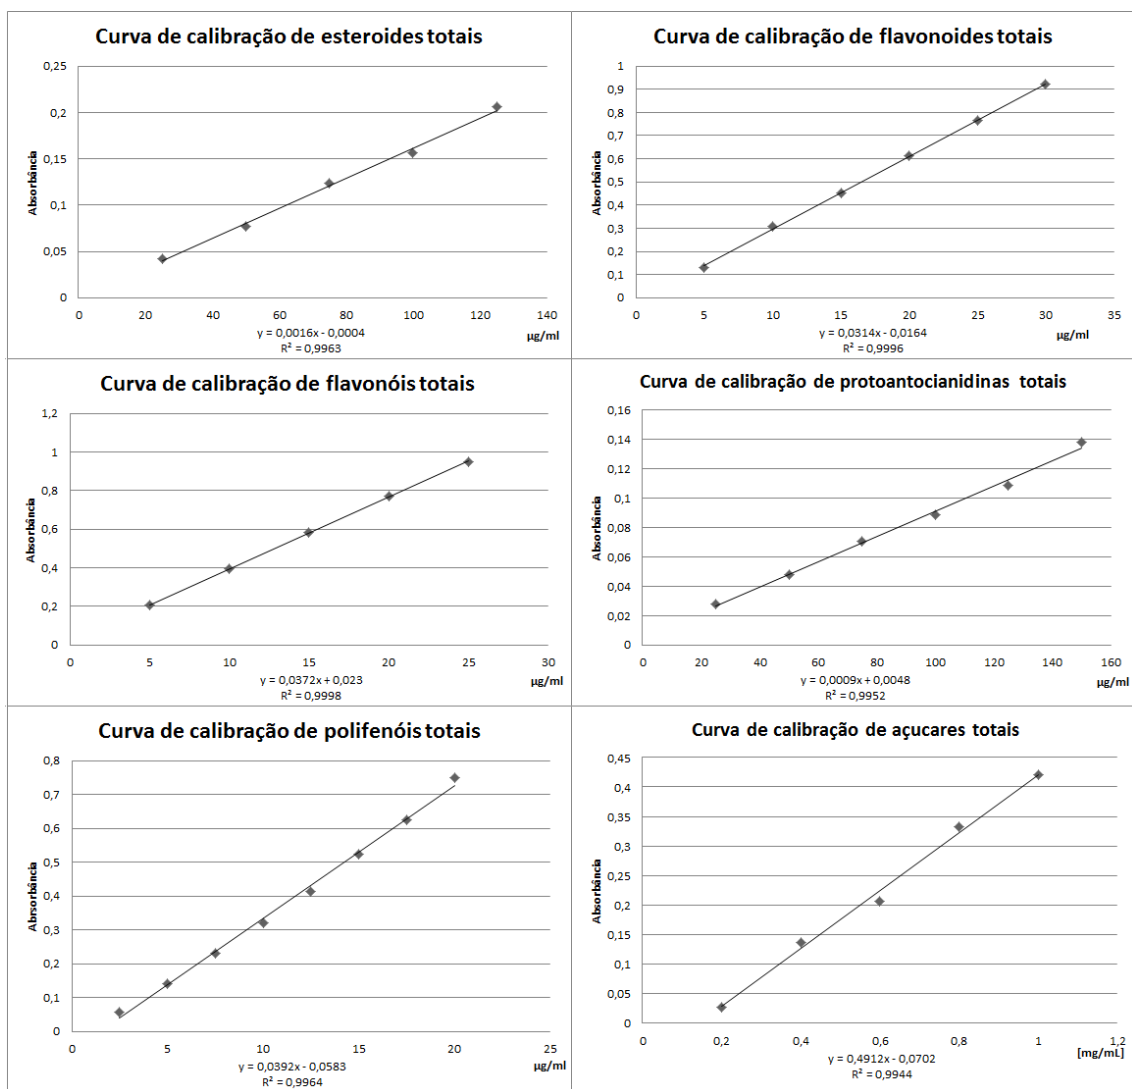 Curva de calibração de esteroides totais
0,25
0,2
0,15
0,1
0,05
0
Absorbância
0 20 40 60 80 100 120 140
y = 0,0016x - 0,0004
R² = 0,9963
µg/ml
Curva de calibração de flavonoides totais
1
0,9
0,8
0,7
0,6
0,5
0,4
0,3
0,2
0,1
0
Absorbância
0 5 10 15 20 25 30 35
y = 0,0314x - 0,0164
R² = 0,9996
µg/ml
Curva de calibração de flavonóis totais
1,2
1
0,8
0,6
0,4
0,2
0
Absorbância
0 5 10 15 20 25 30
y = 0,0372x + 0,023
R² = 0,9998
µg/ml
Curva de calibração de protoantocianidinas totais
0,16
0,14
0,12
0,1
0,08
0,06
0,04
0,02
0
Absorbância
0 20 40 60 80 100 120 140 160
y = 0,0009x + 0,0048
R² = 0,9952
µg/ml
Curva de calibração de polifenóis totais
0,8
0,7
0,6
0,5
0,4
0,3
0,2
0,1
0
Abrsorbância
0 5 10 15 20 25
y = 0,0392x - 0,0583
R² = 0,9964
µg/ml
Curva de calibração de açucares totais
0,45
0,4
0,35
0,3
0,25
0,2
0,15
0,1
0,05
0
Absorbância
0 0,2 0,4 0,6 0,8 1 1,2
y = 0,4912x - 0,0702
R² = 0,9944
[mg/mL]